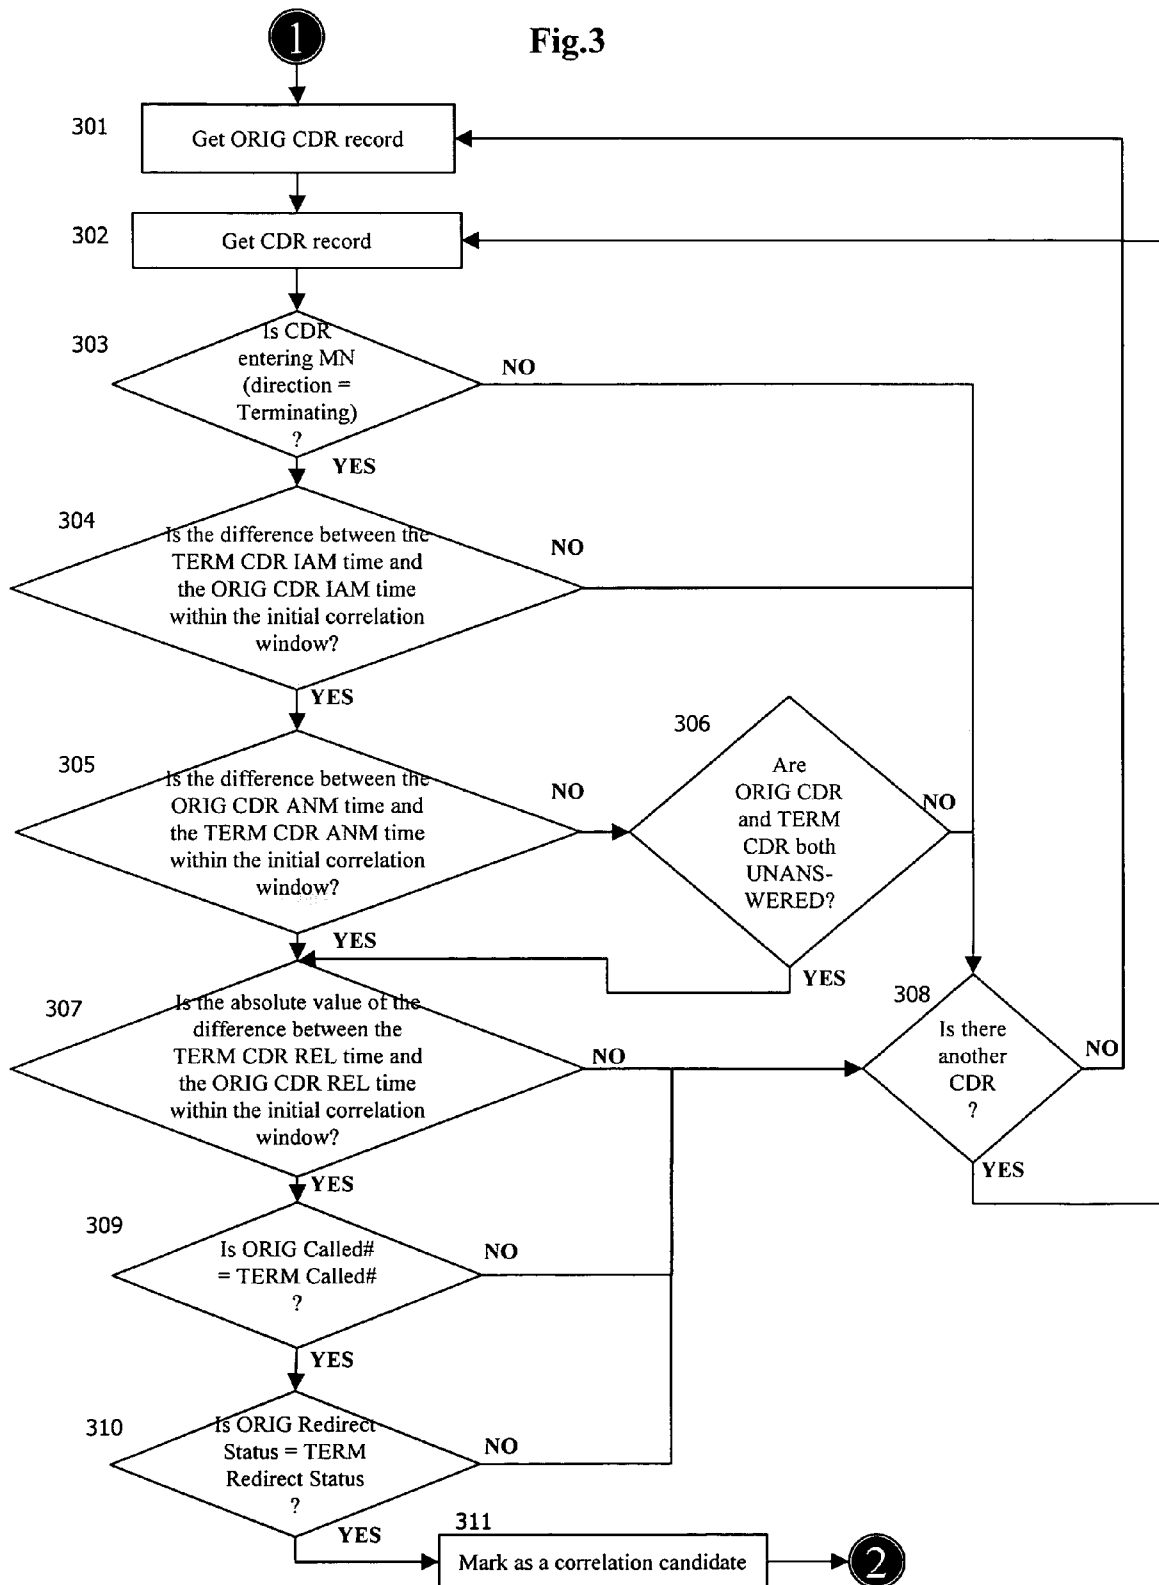 1
Fig.3
301
Get ORIG CDR record
302
Get CDR record
303
Is CDR
entering MN
(direction =
Terminating)
?
NO
YES
304
Is the difference between the
TERM CDR IAM time and
the ORIG CDR IAM time
within the initial correlation
window?
NO
YES
305
Is the difference between the
ORIG CDR ANM time and
the TERM CDR ANM time
within the initial correlation
window?
NO
YES
306
Are
ORIG CDR
and TERM
CDR both
UNANS-
WERED?
NO
YES
307
Is the absolute value of the
difference between the
TERM CDR REL time and
the ORIG CDR REL time
within the initial correlation
window?
NO
YES
308
Is there
another
CDR
?
NO
YES
309
Is ORIG Called#
= TERM Called#
?
NO
YES
310
Is ORIG Redirect
Status = TERM
Redirect Status
?
NO
YES
311
Mark as a correlation candidate
2